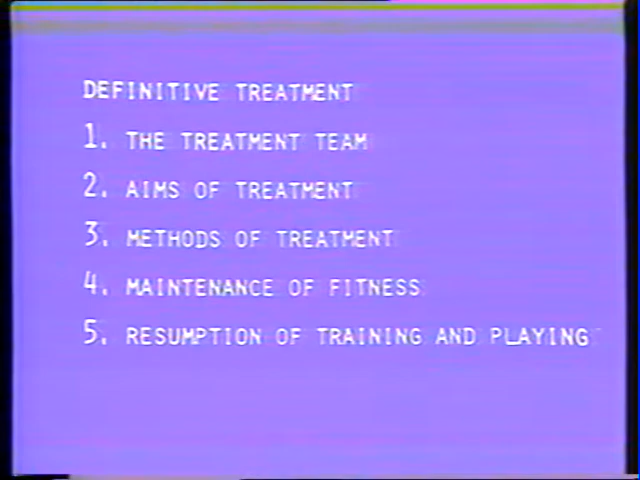 DEFINITIVE TREATMENT
1. THE TREATMENT TEAM
2. AIMS OF TREATMENT
3. METHODS OF TREATMENT
4. MAINTENANCE OF FITNESS
5. RESUMPTION OF TRAINING AND PLAYING